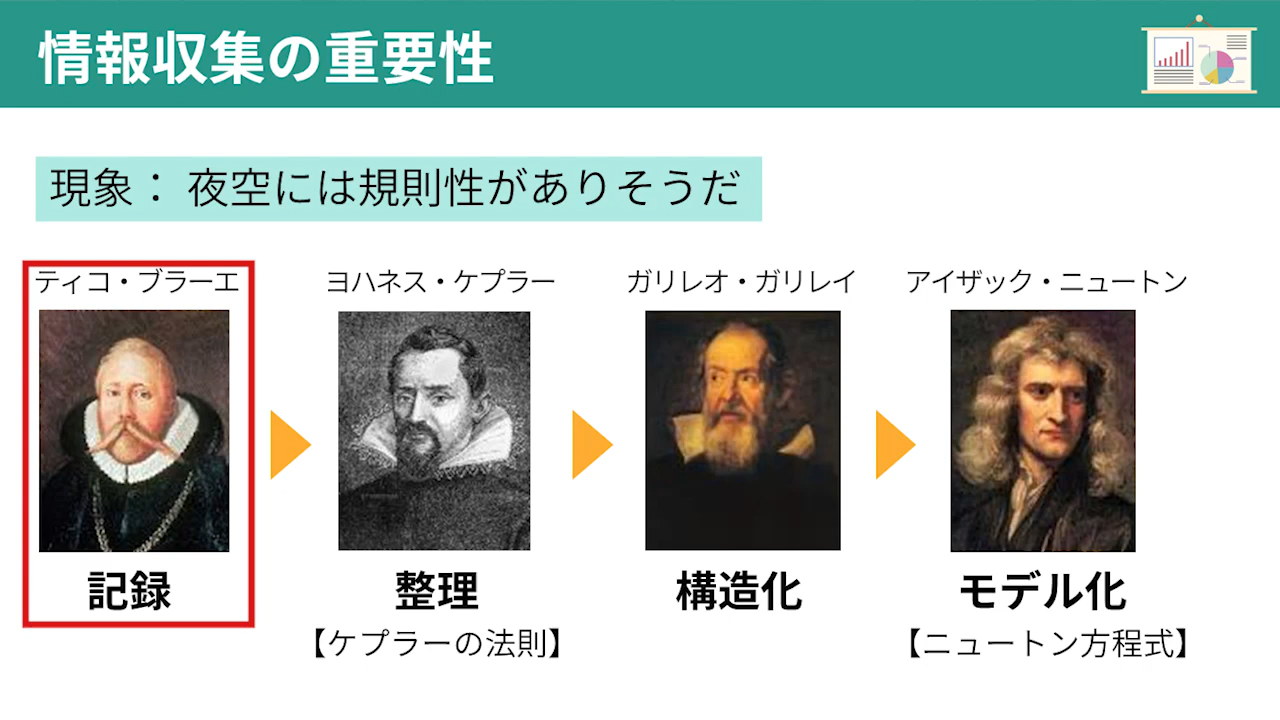 情報収集の重要性
現象： 夜空には規則性がありそうだ
ティコ・ブラーエ
ヨハネス・ケプラー
ガリレオ・ガリレイ
アイザック・ニュートン
記録
整理
構造化
モデル化
【ケプラーの法則】
【ニュートン方程式】